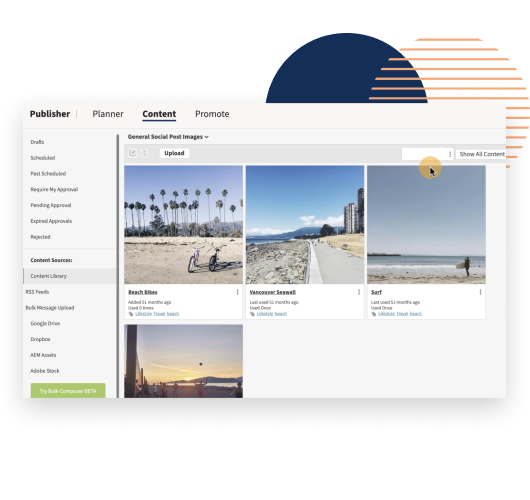 Publisher Planner Content Promote
General Social Post Images
Upload Show All Content
Drafts
Scheduled
Past Scheduled
Require My Approval
Pending Approval
Expired Approvals
Rejected
Content Sources:
Content Library
RSS Feeds
Bulk Message Upload
Google Drive
Dropbox
AEM Assets
Adobe Stock
Try Bulk Composer BETA
Beach Bikes
Added 51 months ago
Used 0 times
Lifestyle Travel beach
Vancouver Seawall
Last used 51 months ago
Used Once
Lifestyle Travel beach
Surf
Last used 51 months ago
Used Once
Lifestyle Travel beach